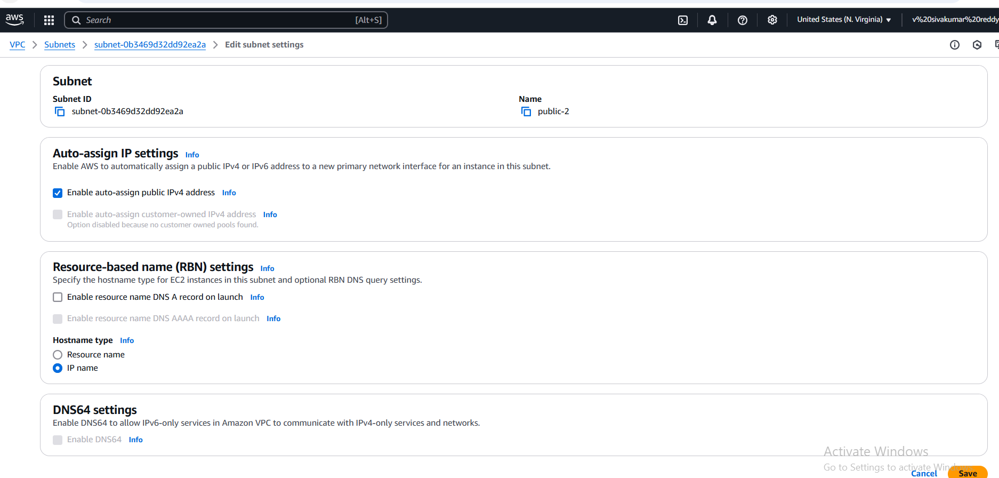 aws
Search [Alt+S]
United States (N. Virginia) v%20sivakumar%20reddy
VPC Subnets subnet-0b3469d32dd92ea2a Edit subnet settings
Subnet
Subnet ID Name
subnet-0b3469d32dd92ea2a public-2
Auto-assign IP settings Info
Enable AWS to automatically assign a public IPv4 or IPv6 address to a new primary network interface for an instance in this subnet.
Enable auto-assign public IPv4 address Info
Enable auto-assign customer-owned IPv4 address Info
Option disabled because no customer owned pools found.
Resource-based name (RBN) settings Info
Specify the hostname type for EC2 instances in this subnet and optional RBN DNS query settings.
Enable resource name DNS A record on launch Info
Enable resource name DNS AAAA record on launch Info
Hostname type Info
Resource name
IP name
DNS64 settings
Enable DNS64 to allow IPv6-only services in Amazon VPC to communicate with IPv4-only services and networks.
Enable DNS64 Info
Activate Windows
Go to Settings to activate
Cancel Save